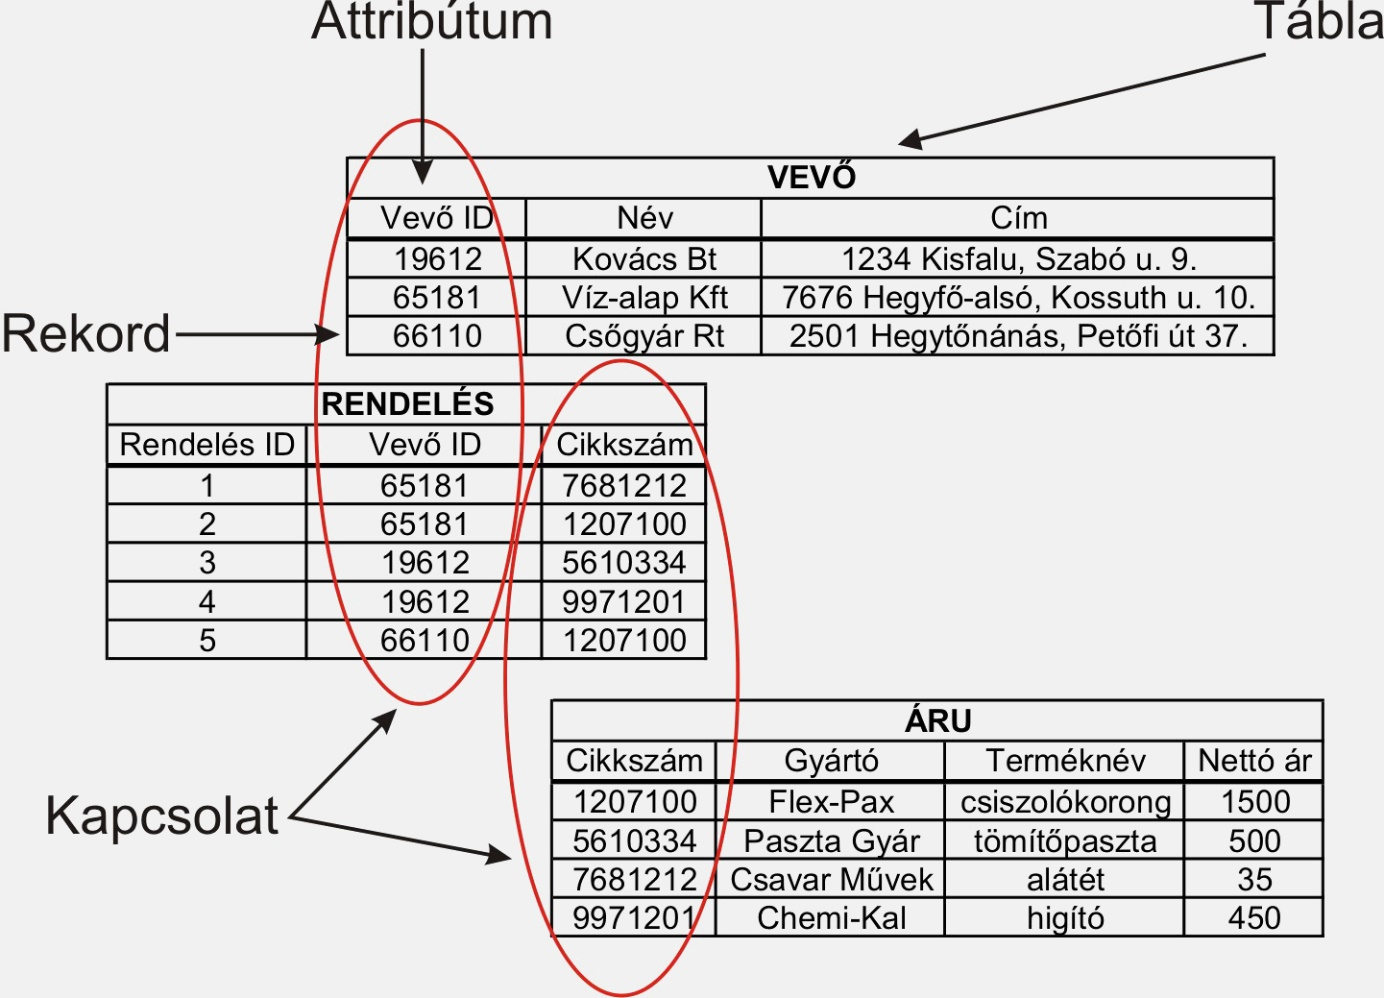 Attribútum
Tábla
VEVŐ
Vevő ID Név Cím
19612 Kovács Bt 1234 Kisfalu, Szabó u. 9.
65181 Víz-alap Kft 7676 Hegyfő-alsó, Kossuth u. 10.
Rekord
66110 Csőgyár Rt 2501 Hegytőnánás, Petőfi út 37.
RENDELÉS
Rendelés ID Vevő ID Cikkszám
1 65181 7681212
2 65181 1207100
3 19612 5610334
4 19612 9971201
5 66110 1207100
Kapcsolat
ÁRU
Cikkszám Gyártó Terméknév Nettó ár
1207100 Flex-Pax csiszolókorong 1500
5610334 Paszta Gyár tömítőpaszta 500
7681212 Csavar Művek alátét 35
9971201 Chemi-Kal higító 450